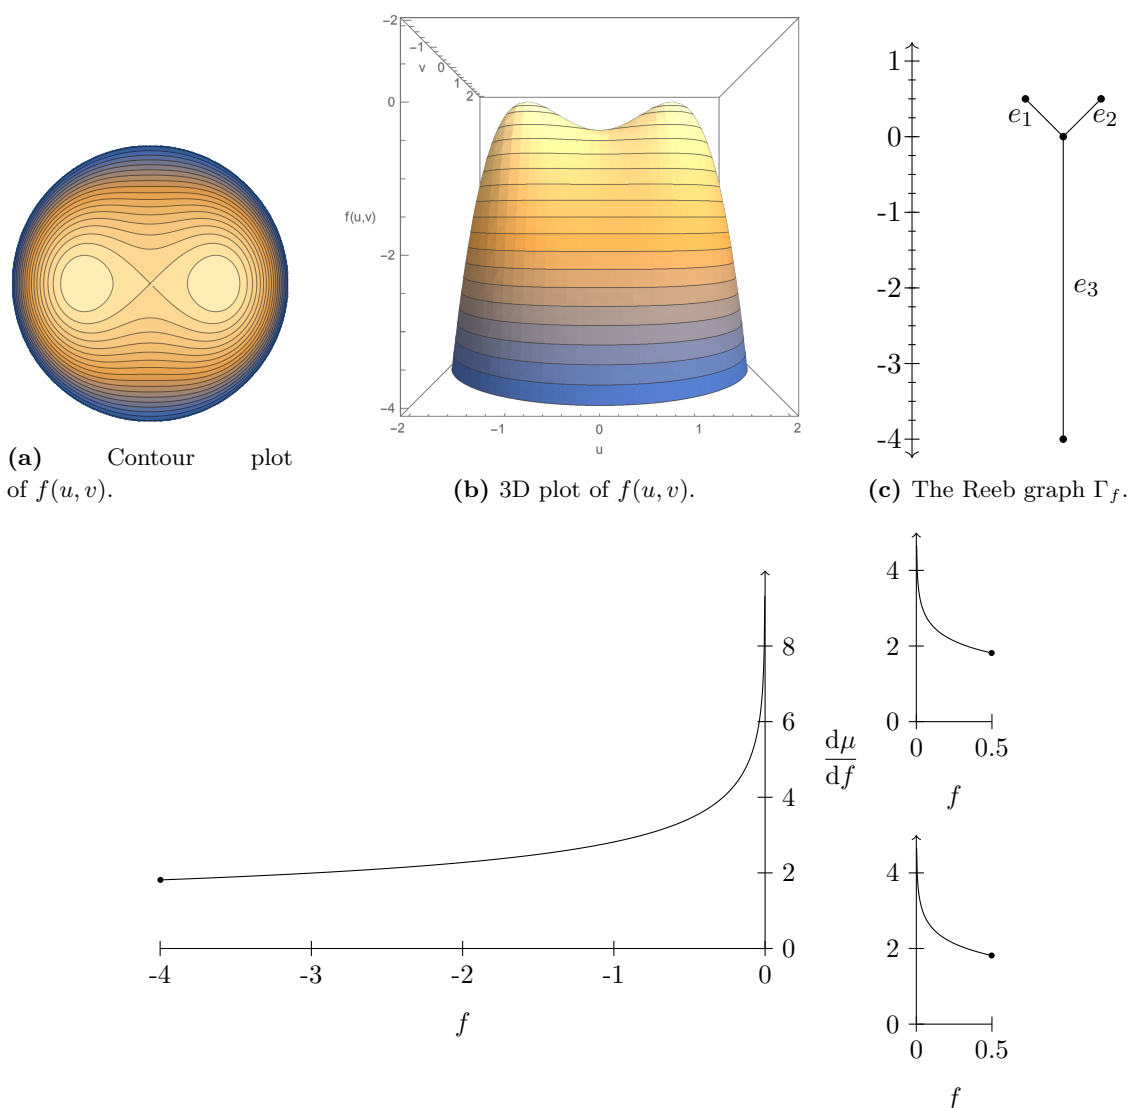 −2
−1
v 0
1
2
0
f(u,v)
−2
−4
−2 −1 0 1 2
u
1
0
-1
-2
-3
-4
e1 e2
e3
(a) Contour plot
of f(u, v).
(b) 3D plot of f(u, v).
(c) The Reeb graph Γf.
8
6
4
2
0
-4 -3 -2 -1 0
f
dμ
df
4
2
0
0 0.5
f
4
2
0
0 0.5
f